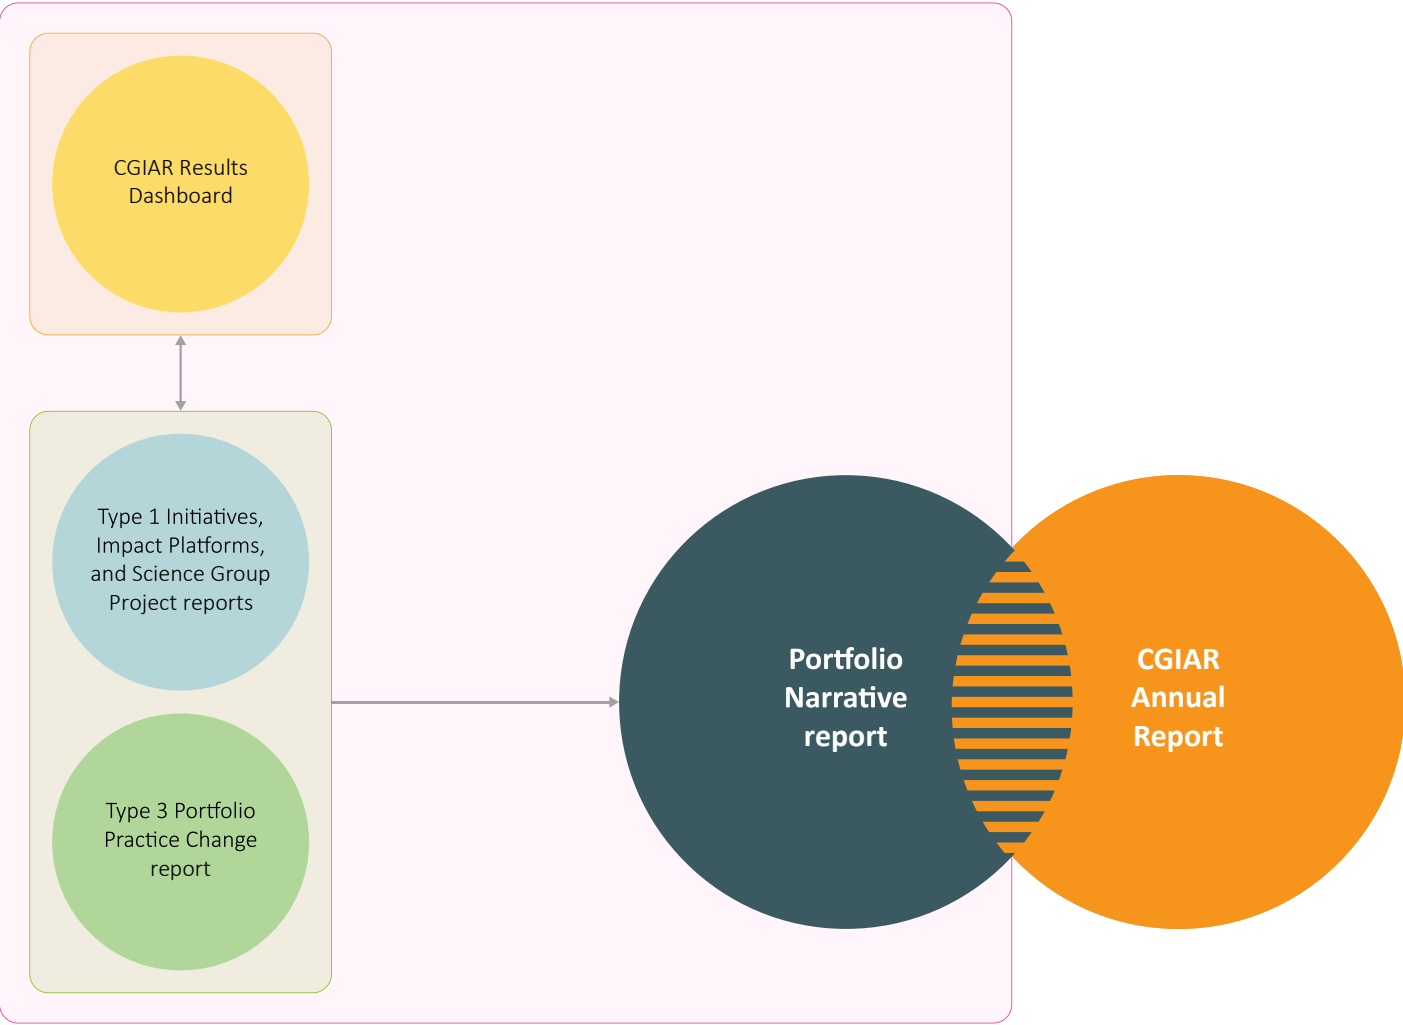 CGIAR Results
Dashboard
Type 1 Initiatives,
Impact Platforms,
and Science Group
Project reports
Type 3 Portfolio
Practice Change
report
Portfolio
Narrative
report
CGIAR
Annual
Report